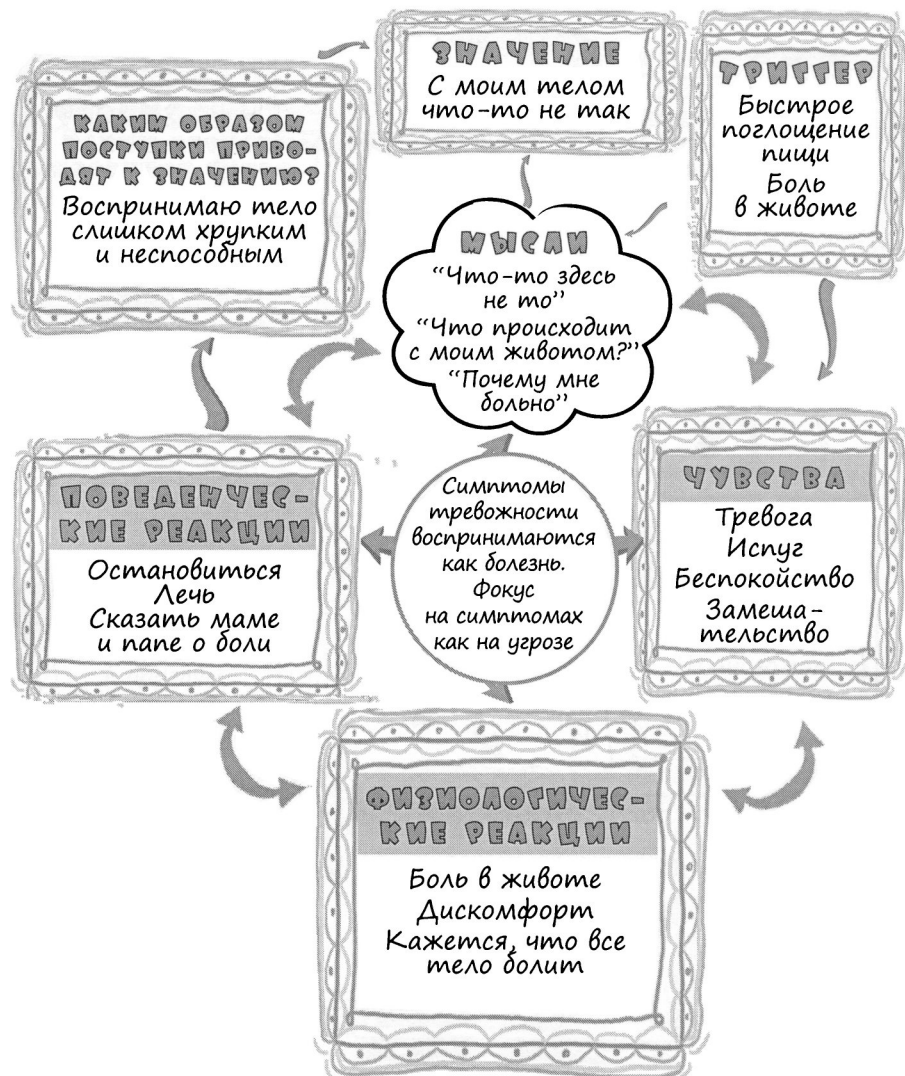 ЗНАЧЕНИЕ
С моим телом
что-то не так
ТРИГГЕР
Быстрое
поглощение
пищи
Боль
в животе
КАКИМ ОБРАЗОМ
ПОСТУПКИ ПРИВО-
ДЯТ К ЗНАЧЕНИЮ?
Воспринимаю тело
слишком хрупким
и неспособным
МЫСЛИ
“Что-то здесь
не то”
“Что происходит
с моим животом?”
“Почему мне
больно”
ПОВЕДЕНЧЕС-
КИЕ РЕАКЦИИ
Остановиться
Лечь
Сказать маме
и папе о боли
Симптомы
тревожности
воспринимаются
как болезнь.
Фокус
на симптомах
как на угрозе
ЧУВСТВА
Тревога
Испуг
Беспокойство
Замеша-
тельство
ФИЗИОЛОГИЧЕС-
КИЕ РЕАКЦИИ
Боль в животе
Дискомфорт
Кажется, что все
тело болит